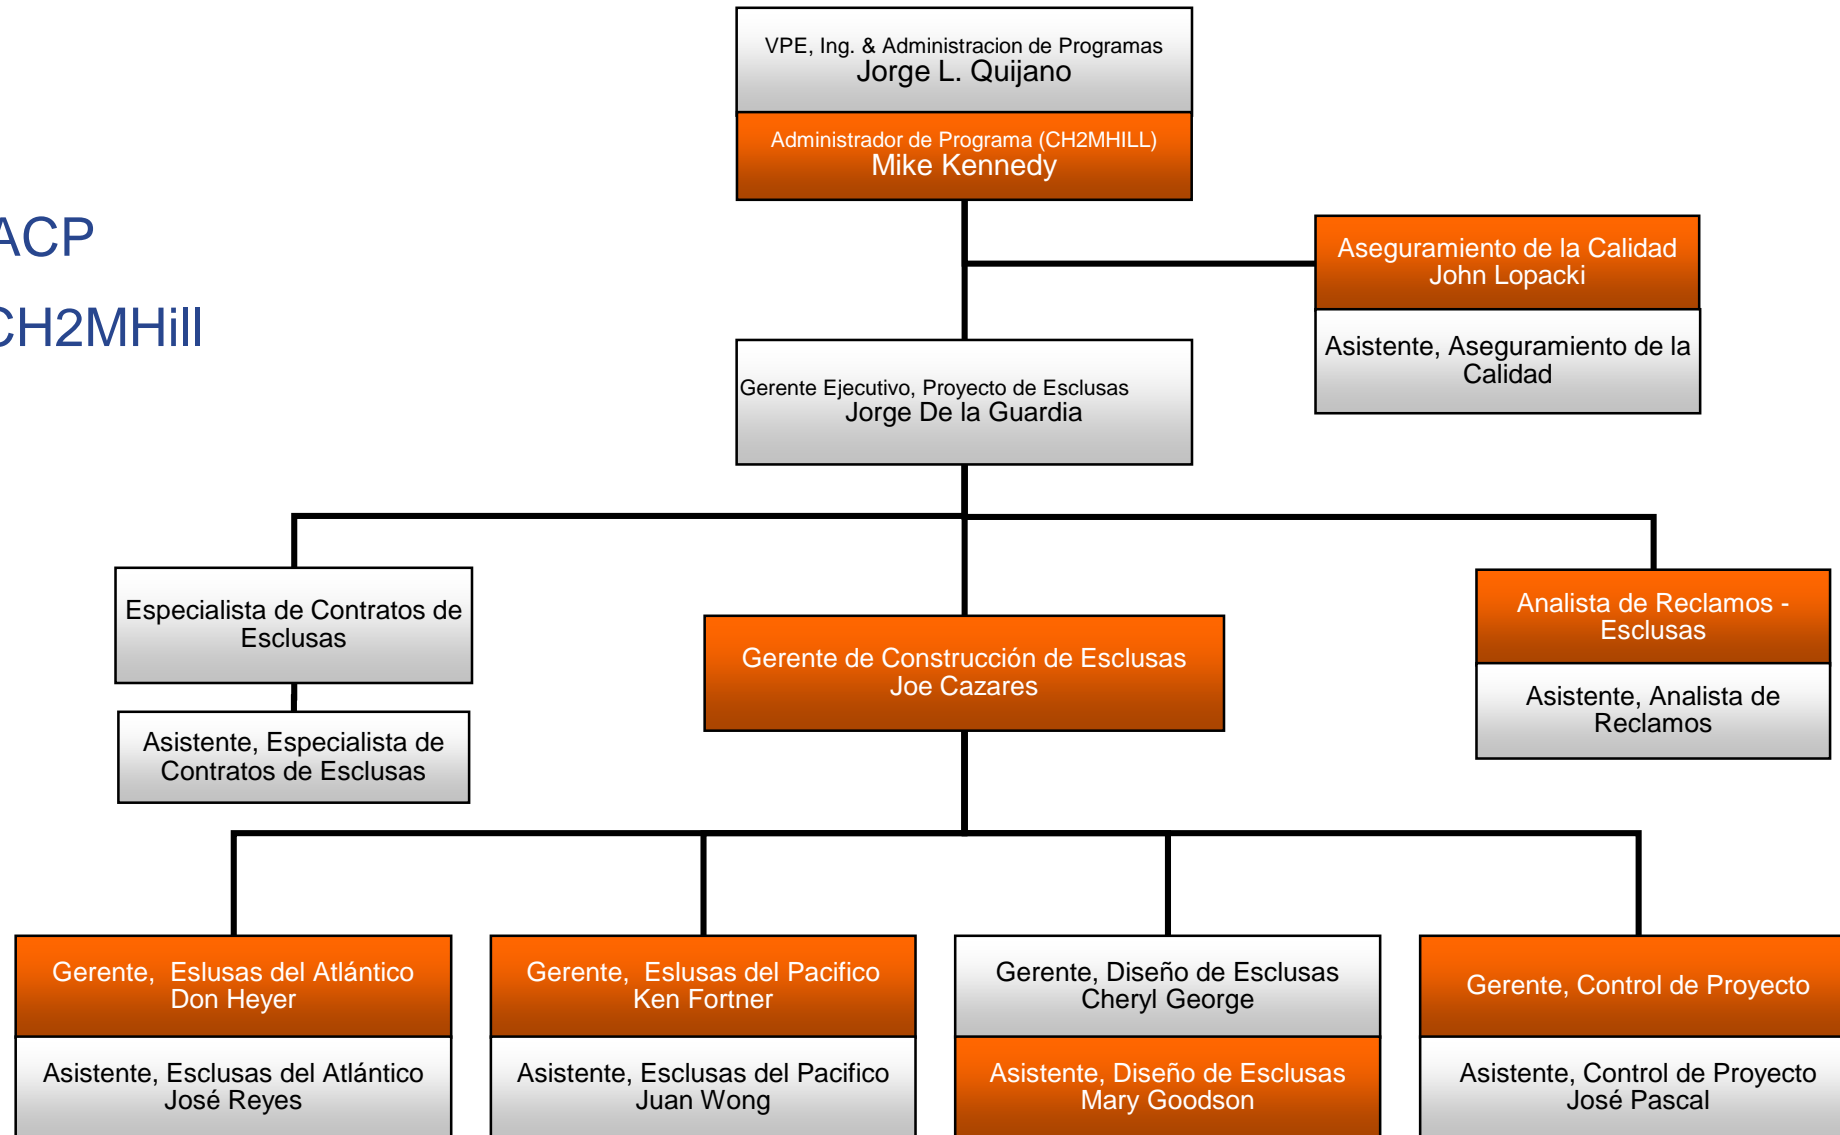 VPE, Ing. & Administracion de Programas
Jorge L. Quijano
Administrador de Programa (CH2MHILL)
Mike Kennedy
ACP
CH2MHill
Aseguramiento de la Calidad
John Lopacki
Asistente, Aseguramiento de la
Calidad
Gerente Ejecutivo, Proyecto de Esclusas
Jorge De la Guardia
Especialista de Contratos de
Esclusas
Asistente, Especialista de
Contratos de Esclusas
Gerente de Construcción de Esclusas
Joe Cazares
Analista de Reclamos -
Esclusas
Asistente, Analista de
Reclamos
Gerente, Eslusas del Atlántico
Don Heyer
Asistente, Esclusas del Atlántico
José Reyes
Gerente, Eslusas del Pacifico
Ken Fortner
Asistente, Esclusas del Pacifico
Juan Wong
Gerente, Diseño de Esclusas
Cheryl George
Asistente, Diseño de Esclusas
Mary Goodson
Gerente, Control de Proyecto
Asistente, Control de Proyecto
José Pascal